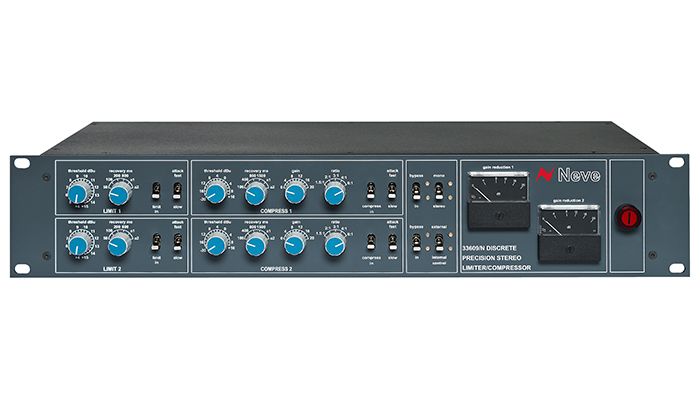 threshold dBu
recovery ms
attack
fast
limit
in
slow
LIMIT 1
threshold dBu
recovery ms
gain
ratio
attack
fast
compress
in
slow
COMPRESS 1
bypass
mono
in
stereo
gain reduction 1
Neve
gain reduction 2
threshold dBu
recovery ms
attack
fast
limit
in
slow
LIMIT 2
threshold dBu
recovery ms
gain
ratio
attack
fast
compress
in
slow
COMPRESS 2
bypass
external
in
internal
control
33609/N DISCRETE
PRECISION STEREO
LIMITER/COMPRESSOR